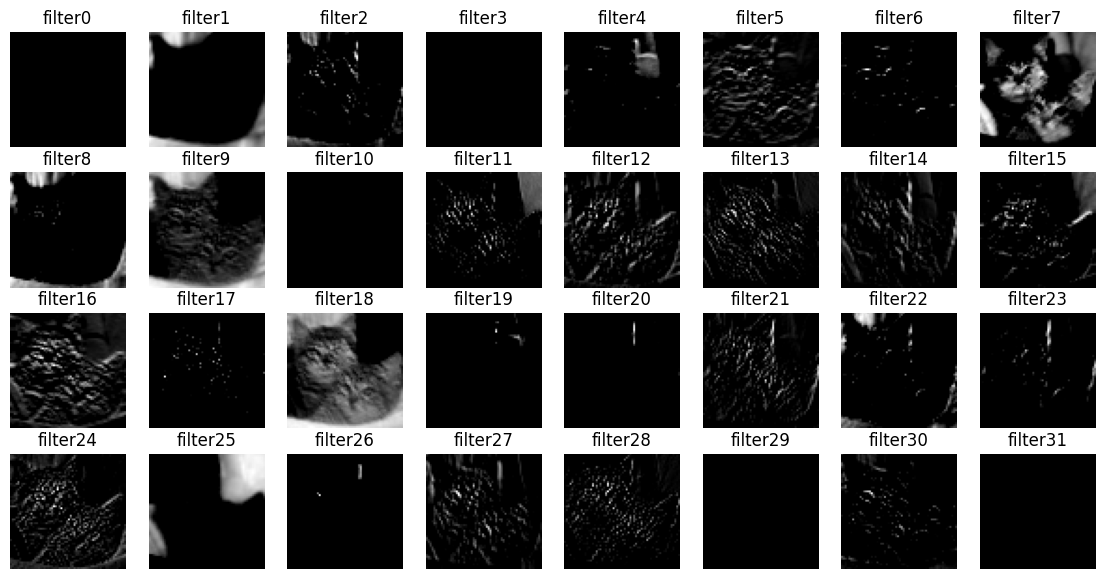 filter0 filter1 filter2 filter3 filter4 filter5 filter6 filter7
filter8 filter9 filter10 filter11 filter12 filter13 filter14 filter15
filter16 filter17 filter18 filter19 filter20 filter21 filter22 filter23
filter24 filter25 filter26 filter27 filter28 filter29 filter30 filter31